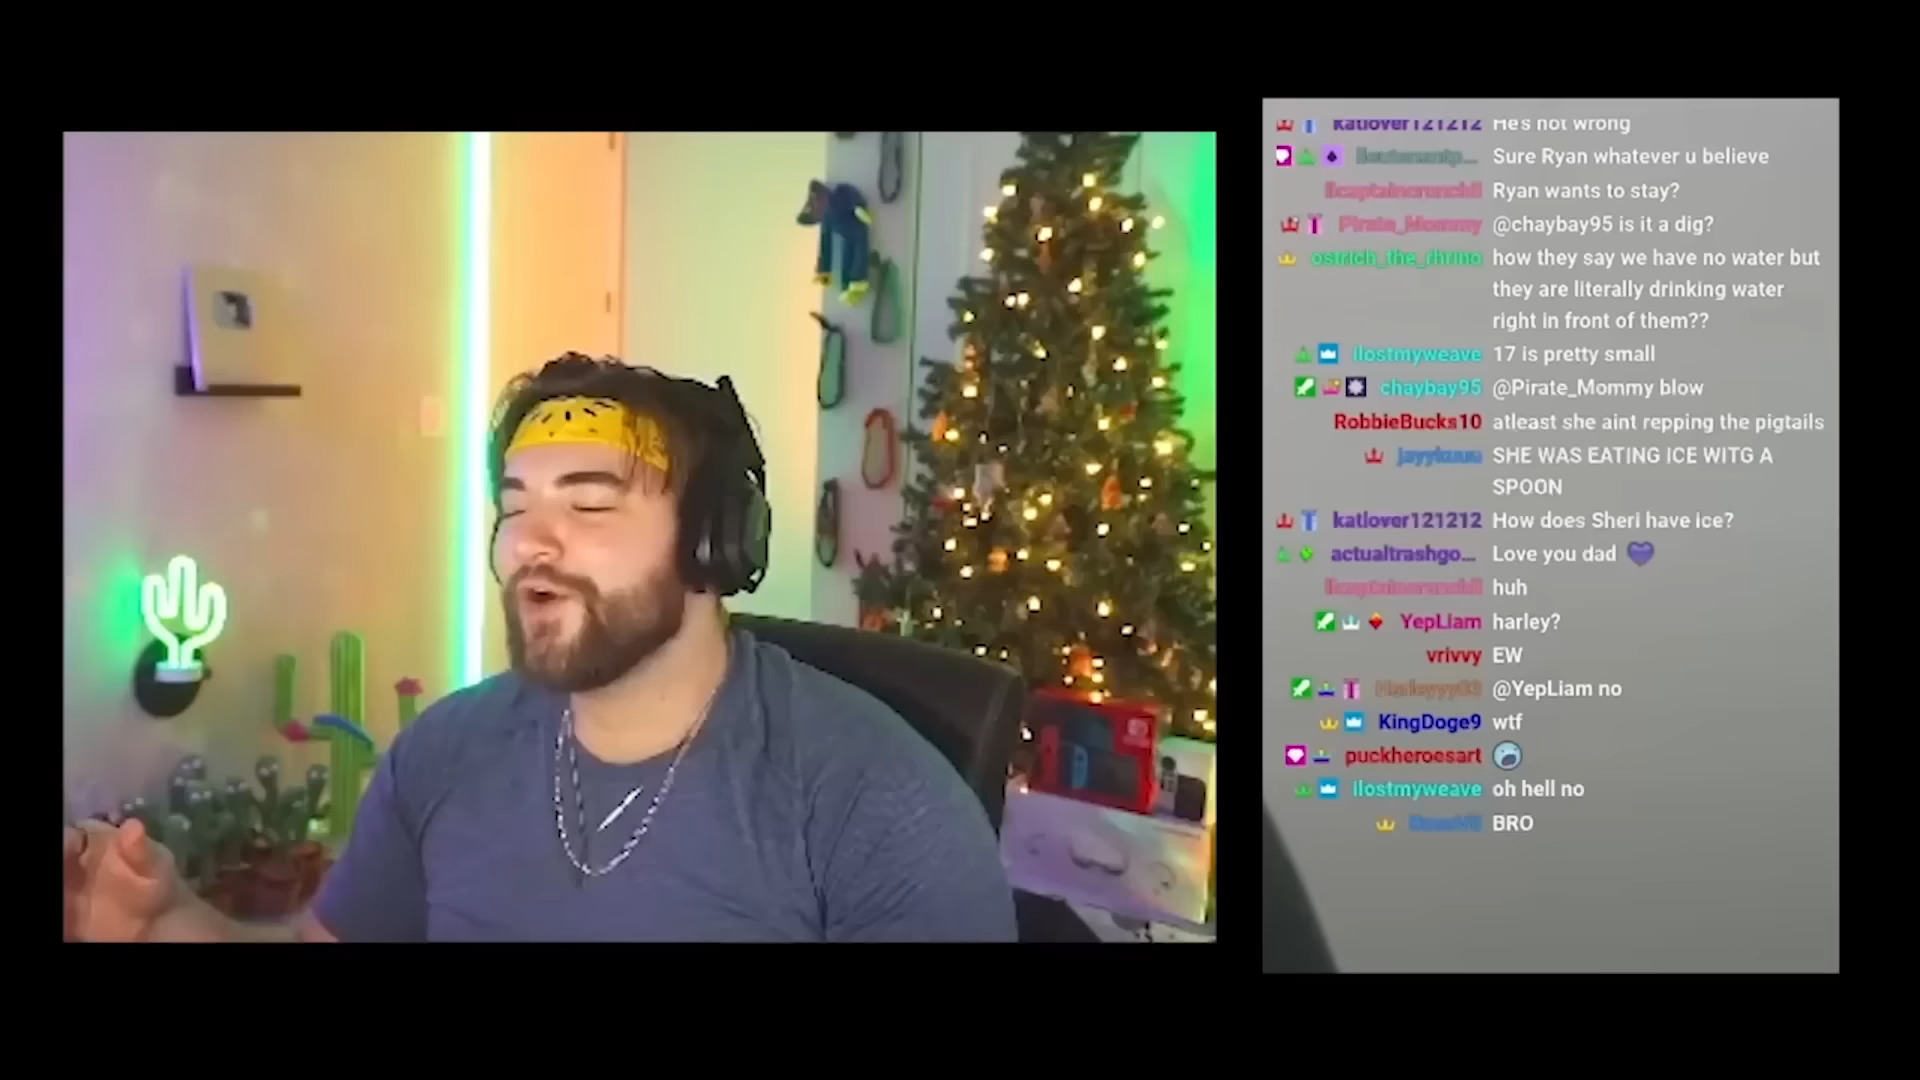 katlover121212 He's not wrong
Sure Ryan whatever u believe
Ryan wants to stay?
Pirate_Mommy @chaybay95 is it a dig?
ostrich_the_rhrino how they say we have no water but
they are literally drinking water
right in front of them??
ilostmyweave 17 is pretty small
chaybay95 @Pirate_Mommy blow
RobbieBucks10 atleast she aint repping the pigtails
SHE WAS EATING ICE WITG A
SPOON
katlover121212 How does Sheri have ice?
actualtrashgo... Love you dad
huh
YepLiam harley?
vrivvy EW
@YepLiam no
KingDoge9 wtf
puckheroesart
ilostmyweave oh hell no
BRO